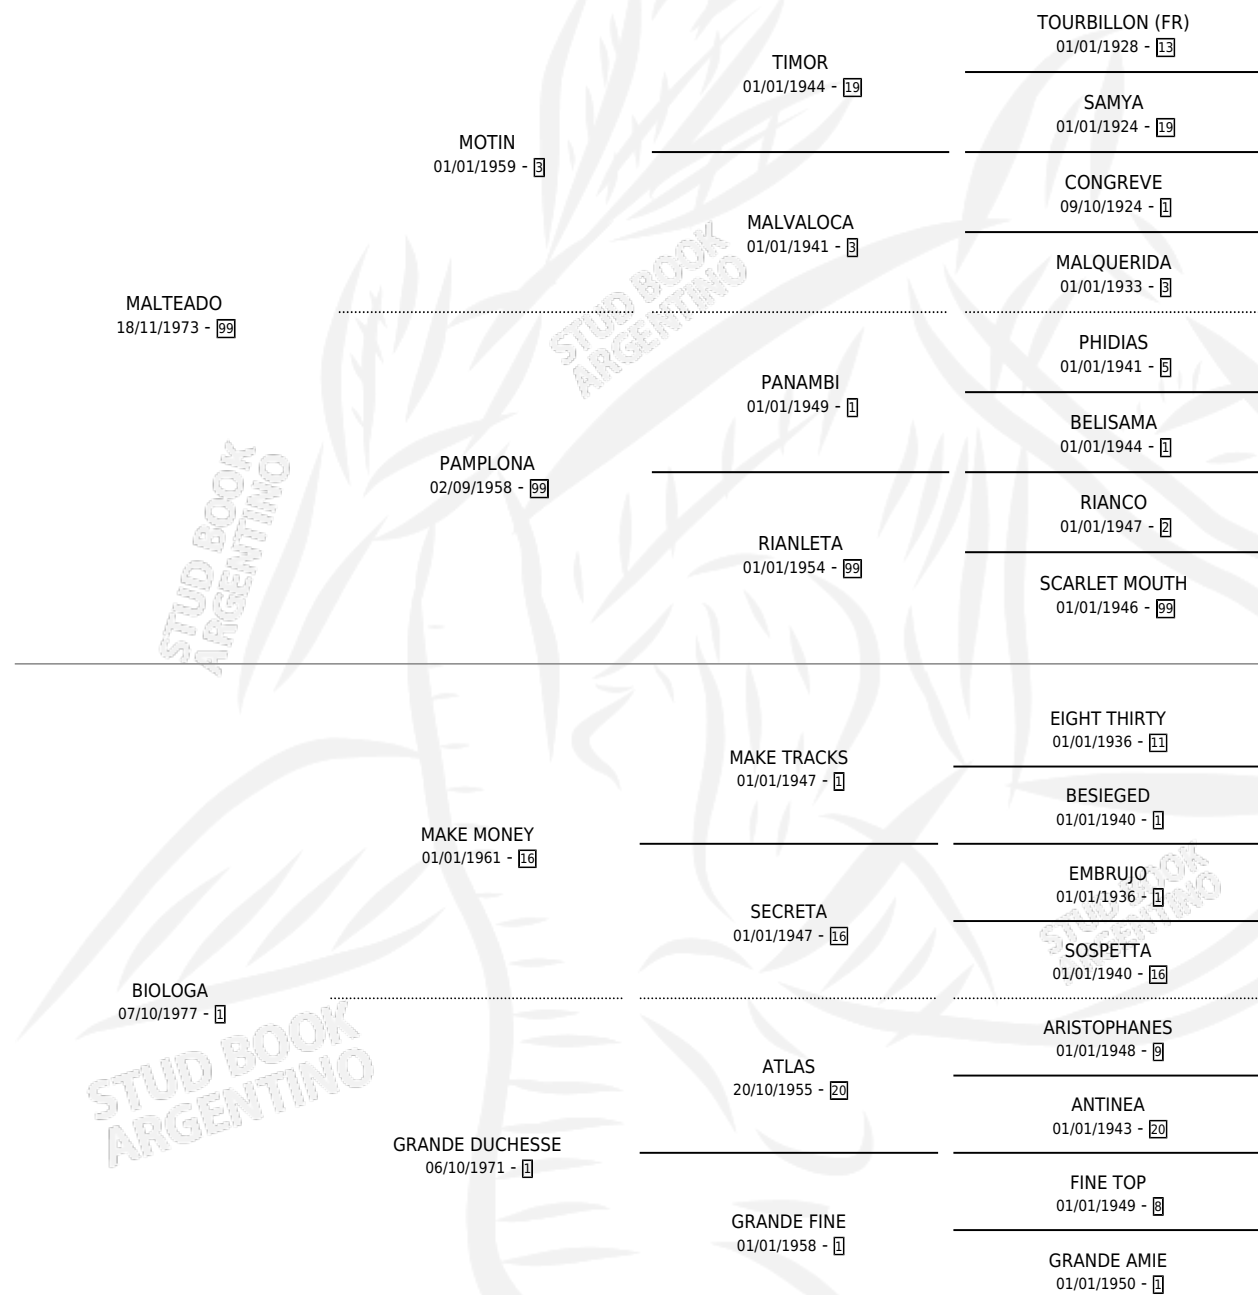 TOURBILLON (FR)
01/01/1928 - 13
TIMOR
01/01/1944 - 19
SAMYA
01/01/1924 - 19
MOTIN
01/01/1959 - 3
CONGREVE
09/10/1924 - 1
MALVALOCA
01/01/1941 - 3
MALQUERIDA
01/01/1933 - 3
MALTEADO
18/11/1973 - 99
PHIDIAS
01/01/1941 - 5
PANAMBI
01/01/1949 - 1
BELISAMA
01/01/1944 - 1
PAMPLONA
02/09/1958 - 99
RIANCO
01/01/1947 - 2
RIANLETA
01/01/1954 - 99
SCARLET MOUTH
01/01/1946 - 99
STUD BOOK
ARGENTINO
STUD BOOK
ARGENTINO
EIGHT THIRTY
01/01/1936 - 11
MAKE TRACKS
01/01/1947 - 1
BESIEGED
01/01/1940 - 1
MAKE MONEY
01/01/1961 - 16
EMBRUJO
01/01/1936 - 1
SECRETA
01/01/1947 - 16
SOSPETTA
01/01/1940 - 16
BIOLOGA
07/10/1977 - 1
ARISTOPHANES
01/01/1948 - 9
ATLAS
20/10/1955 - 20
ANTINEA
01/01/1943 - 20
GRANDE DUCHESSE
06/10/1971 - 1
FINE TOP
01/01/1949 - 8
GRANDE FINE
01/01/1958 - 1
GRANDE AMIE
01/01/1950 - 1
STUD BOOK
ARGENTINO
STUD BOOK
ARGENTINO